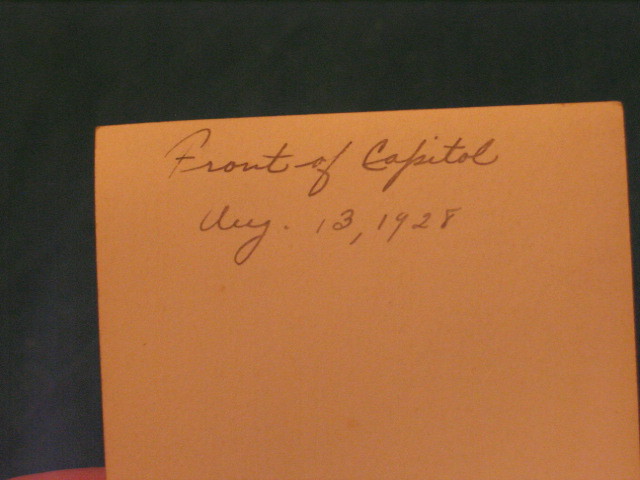 Front of Capitol
Aug. 13, 1928